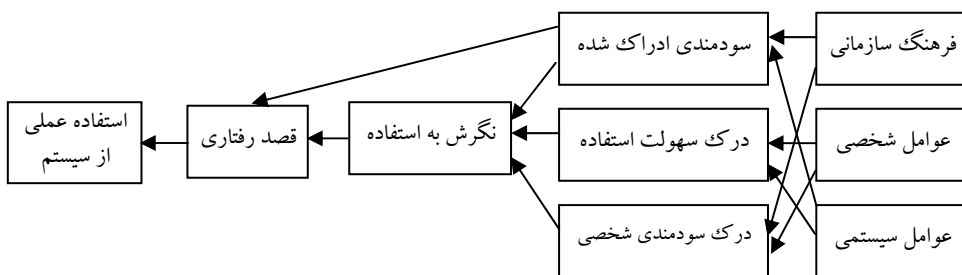 فرهنگ سازمانی
سودمندی ادراک شده
عوامل شخصی
درک سهولت استفاده
نگرش به استفاده
قصد رفتاری
استفاده عملی
از سیستم
عوامل سیستمی
درک سودمندی شخصی